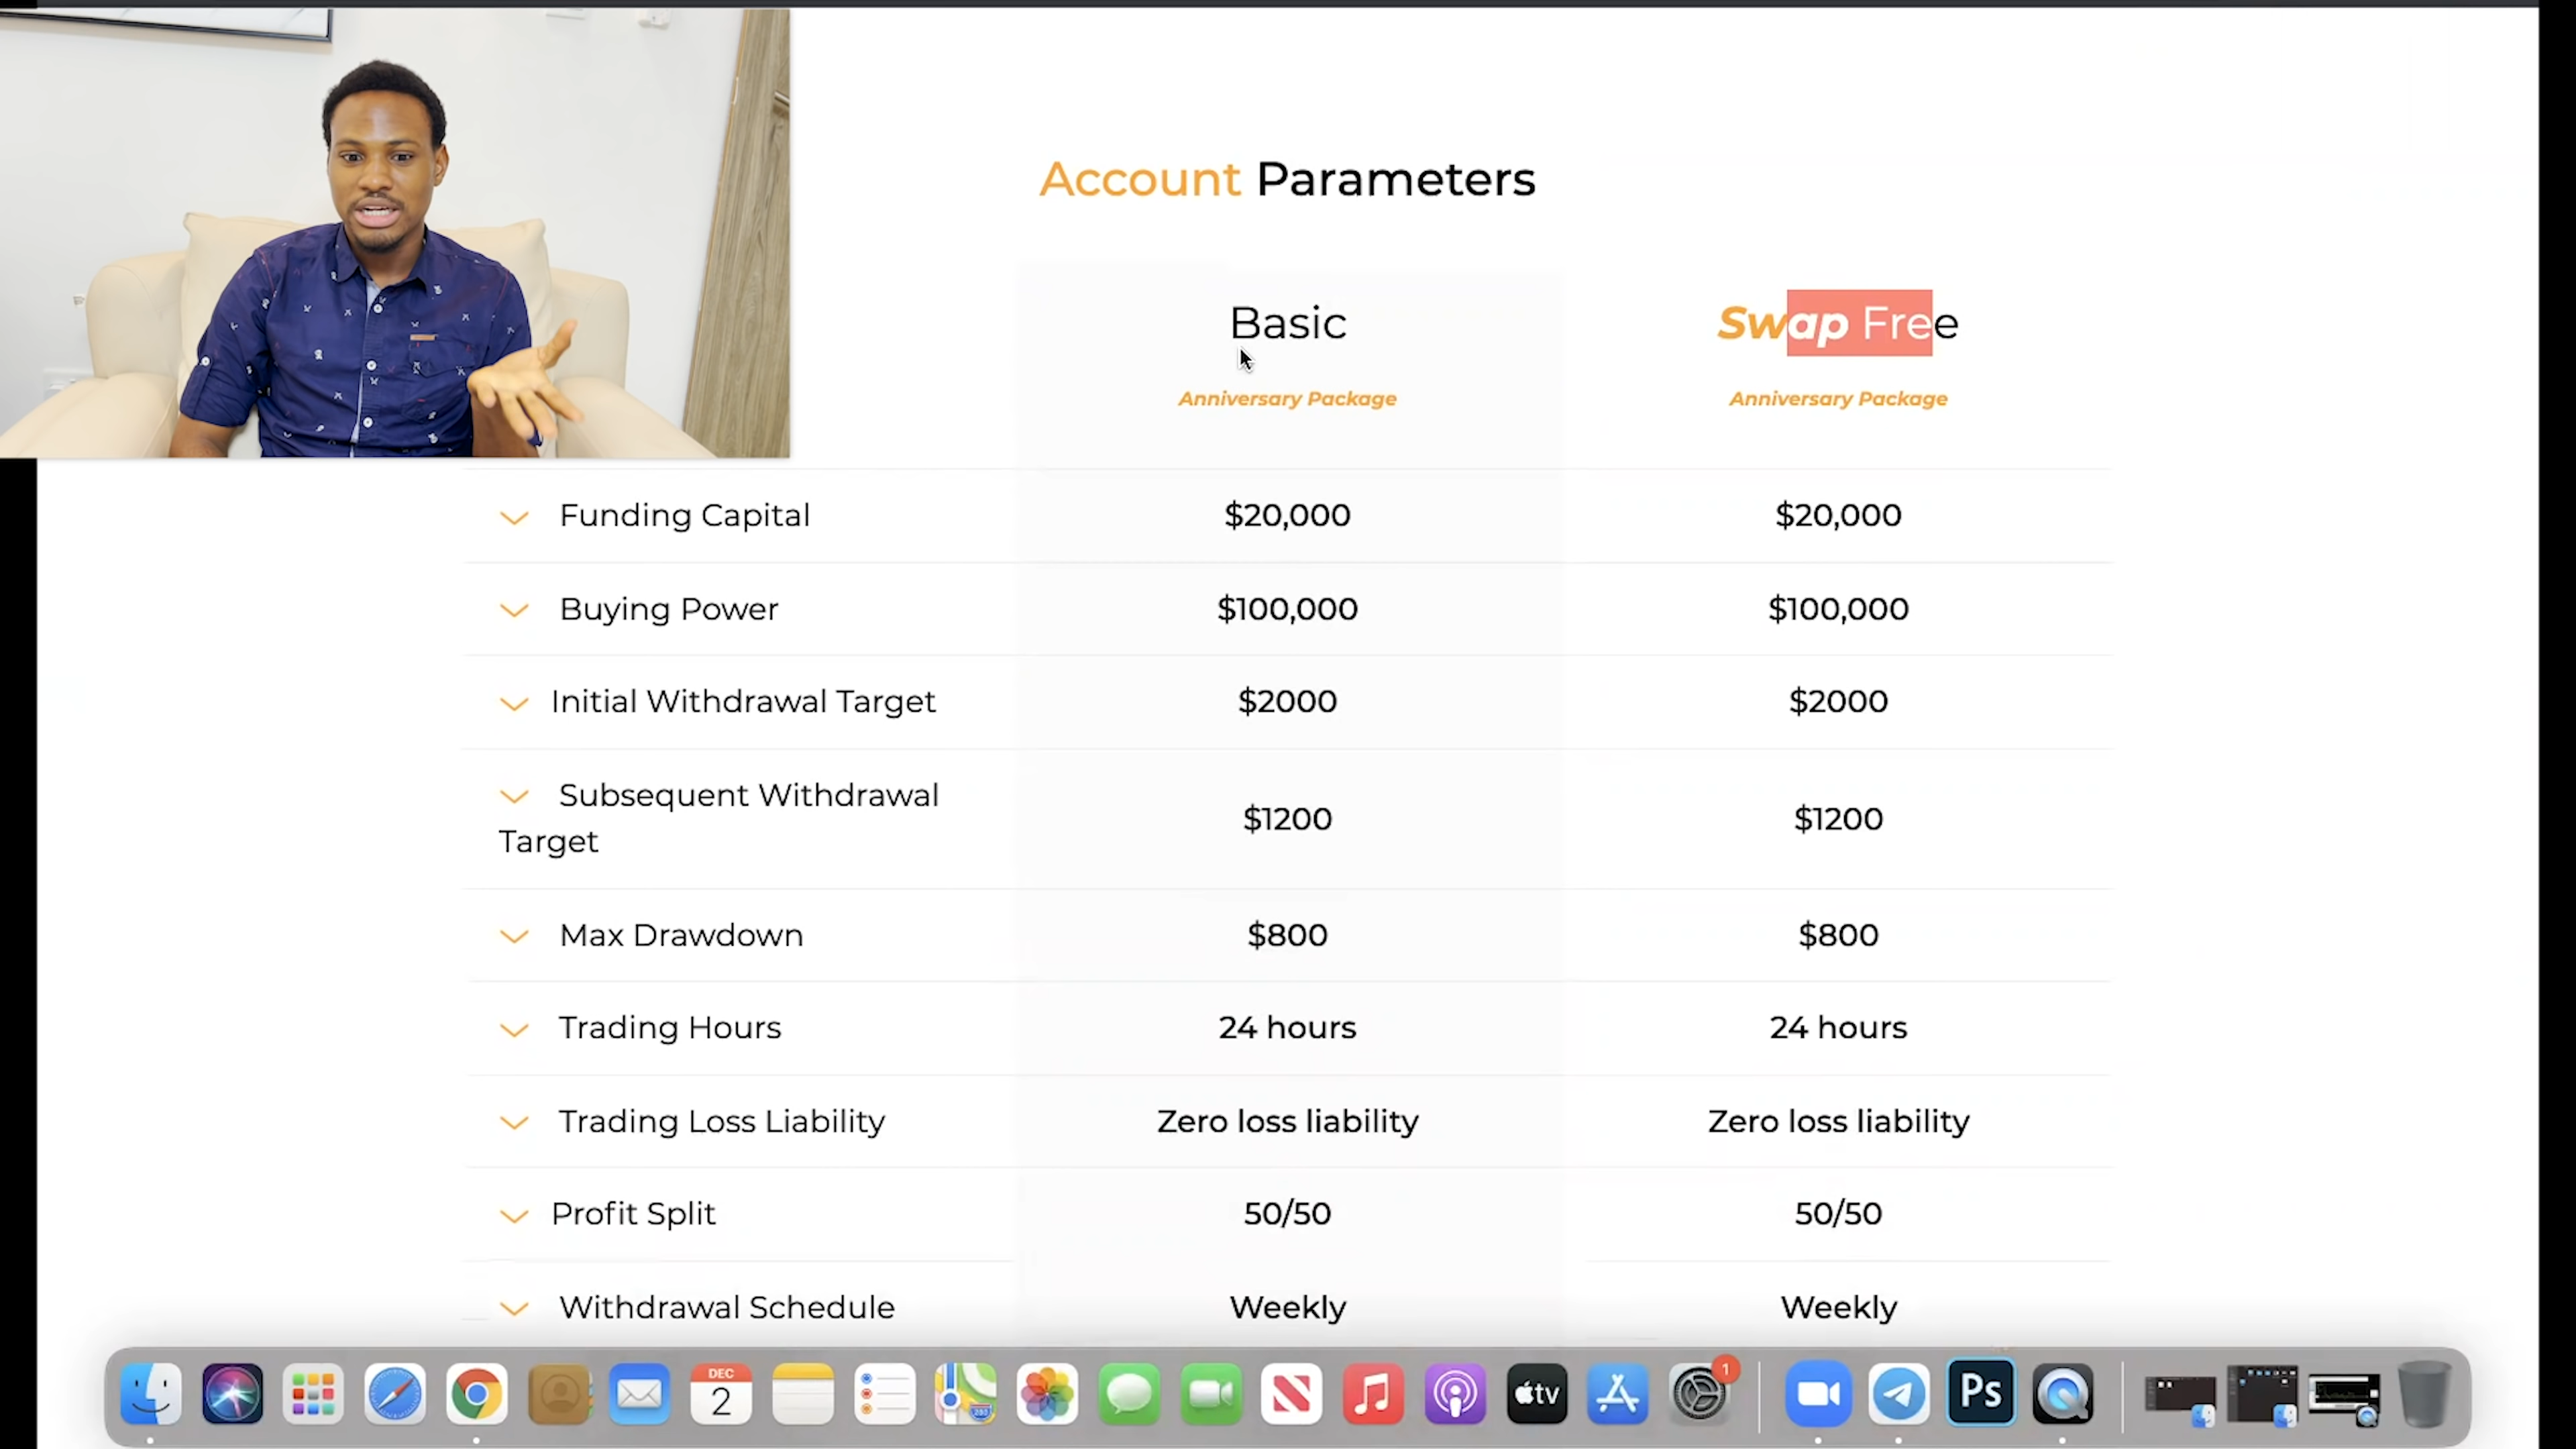 Account Parameters
Basic
Swap Free
Anniversary Package
Anniversary Package
Funding Capital
$20,000
$20,000
Buying Power
$100,000
$100,000
Initial Withdrawal Target
$2000
$2000
Subsequent Withdrawal
Target
$1200
$1200
Max Drawdown
$800
$800
Trading Hours
24 hours
24 hours
Trading Loss Liability
Zero loss liability
Zero loss liability
Profit Split
50/50
50/50
Withdrawal Schedule
Weekly
Weekly
DEC
2
tv
1
Ps